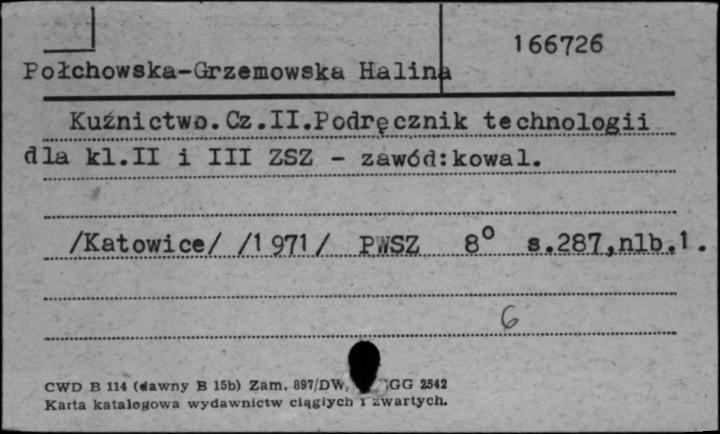 166726
Połchowska-Grzemowska Halina
Kuźnictwo.Cz.II.Podręcznik technologii
dla kl.II i III ZSZ - zawód:kowal.
/Katowice/ /1971/ PWSZ 8° s.287,nlb.1.
6
CWD B 114 (dawny B 15b) Zam. 897/DW, GG 2542
Karta katalogowa wydawnictw ciągłych i zwartych.